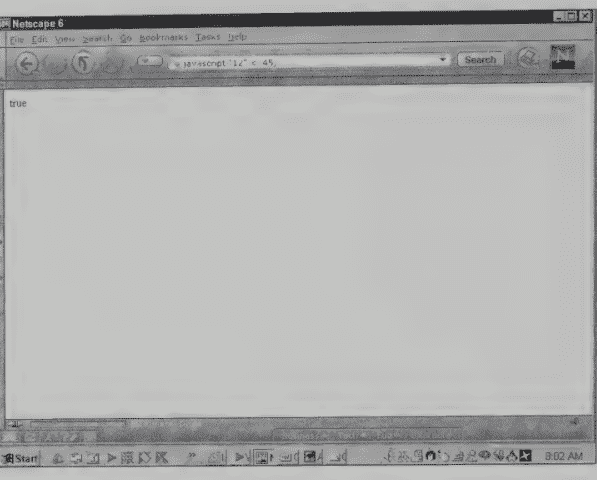 Netscape 6
File Edit View Search Go Bookmarks Tasks Help
javascript:"12" < 45; Search
true
Start 8:02 AM